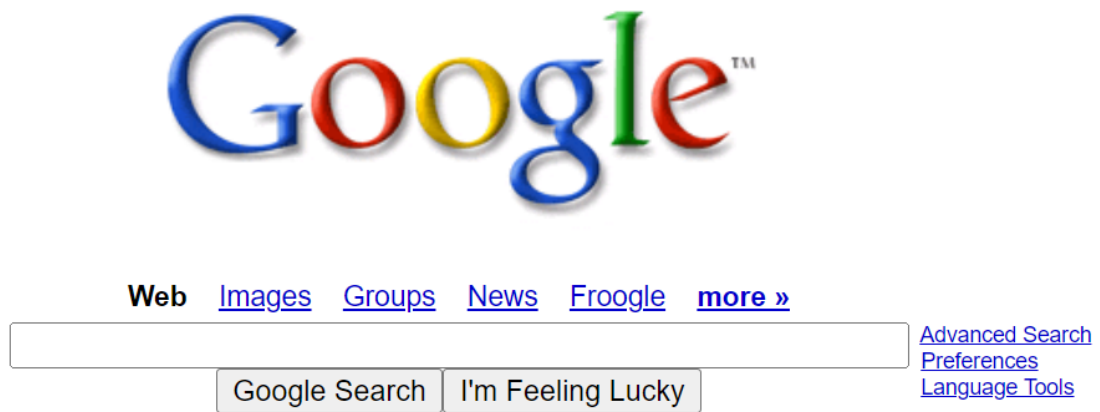 Google™
Web Images Groups News Froogle more »
Advanced Search
Preferences
Language Tools
Google Search I'm Feeling Lucky